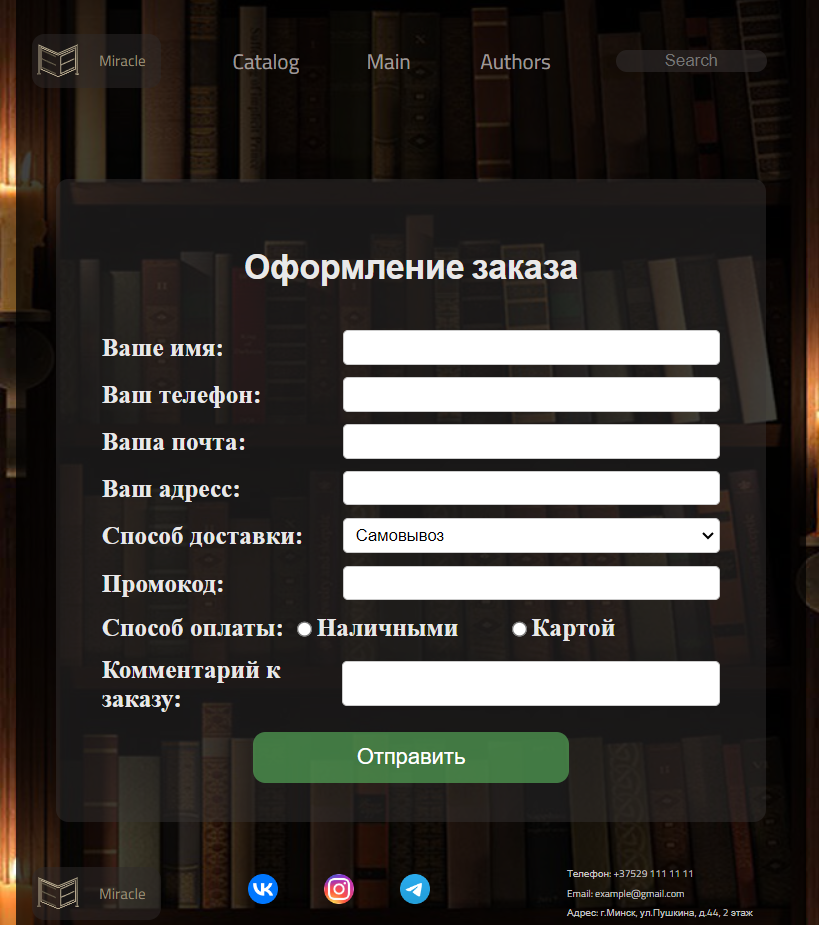 Miracle
Catalog
Main
Authors
Search
Оформление заказа
Ваше имя:
Ваш телефон:
Ваша почта:
Ваш адресс:
Способ доставки:
Самовывоз
Промокод:
Способ оплаты: Наличными Картой
Комментарий к
заказу:
Отправить
Miracle
Телефон: +37529 111 11 11
Email: example@gmail.com
Адрес: г.Минск, ул.Пушкина, д.44, 2 этаж